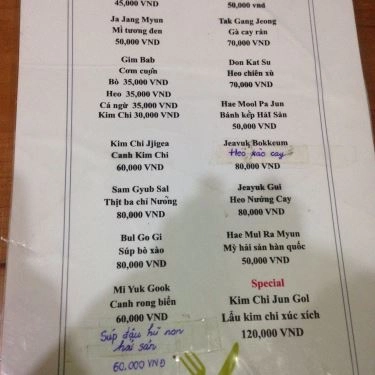 45,000 VND
Ja Jang Myun
Mì tương đen
50,000 VND
Gim Bab
Cơm cuộn
Bò 35,000 VND
Heo 35,000 VND
Cá ngừ 35,000 VND
Kim Chi 30,000 VND
Kim Chi Jjigea
Canh Kim Chi
60,000 VND
Sam Gyub Sal
Thịt ba chỉ Nướng
80,000 VND
Bul Go Gi
Súp bò xào
80,000 VND
Mi Yuk Gook
Canh rong biển
60,000 VND
Súp đậu hũ non
hải sản
60.000 VNĐ
50,000 vnd
Tak Gang Jeong
Gà cay rán
70,000 VND
Don Kat Su
Heo chiên xù
70,000 VND
Hae Mool Pa Jun
Bánh kếp Hải Sản
50,000 VND
Jeavuk Bokkeum
Heo xào cay
80,000 VND
Jeayuk Gui
Heo Nướng Cay
80,000 VND
Hae Mul Ra Myun
Mỳ hải sản hàn quốc
50,000 VND
Special
Kim Chi Jun Gol
Lẩu kim chi xúc xích
120,000 VND